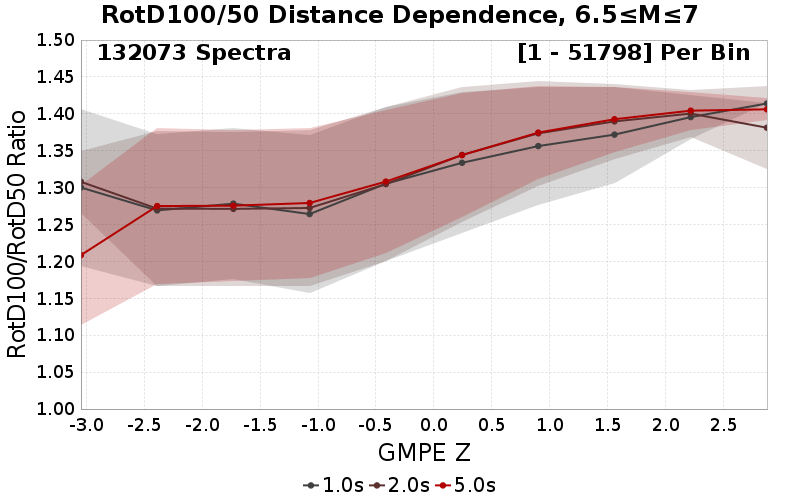 RotD100/50 Distance Dependence, 6.5≤M≤7
132073 Spectra
[1 - 51798] Per Bin
RotD100/RotD50 Ratio
1.50
1.45
1.40
1.35
1.30
1.25
1.20
1.15
1.10
1.05
1.00
-3.0 -2.5 -2.0 -1.5 -1.0 -0.5 0.0 0.5 1.0 1.5 2.0 2.5
GMPE Z
1.0s 2.0s 5.0s